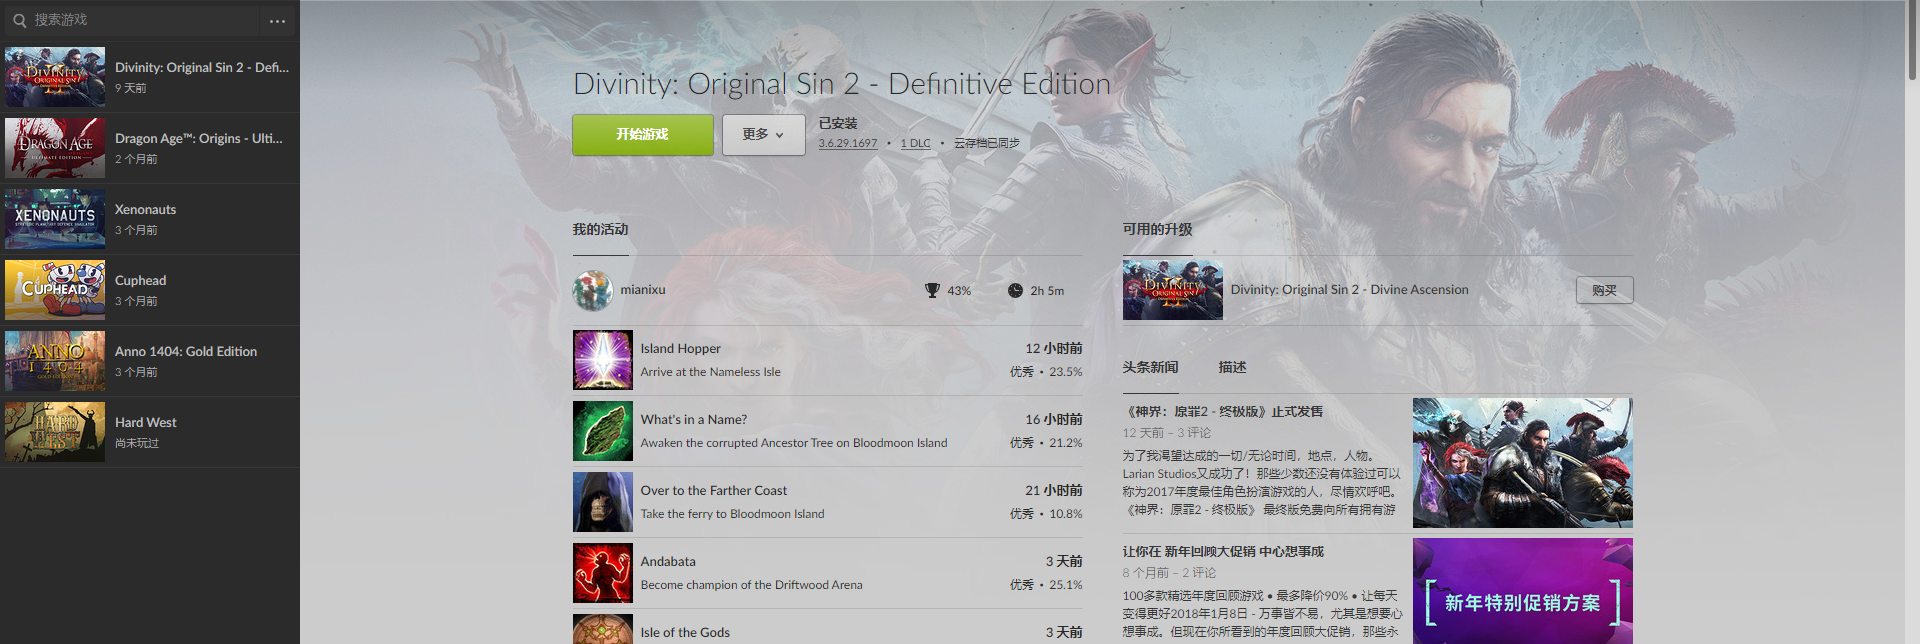 搜索游戏
Divinity: Original Sin 2 - Defi...
9 天前
Dragon Age™: Origins - Ulti...
2 个月前
Xenonauts
3 个月前
Cuphead
3 个月前
Anno 1404: Gold Edition
3 个月前
Hard West
尚未玩过
DIVINITY
ORIGINAL SIN
II
DRAGON AGE
ULTIMATE EDITION
XENONAUTS
CUPHEAD
ANNO
1404
HARD
WEST
Divinity: Original Sin 2 - Definitive Edition
开始游戏
更多
已安装
3.6.29.1697 • 1 DLC • 云存档已同步
我的活动
mianixu
43%
2h 5m
Island Hopper
12 小时前
Arrive at the Nameless Isle
优秀 • 23.5%
What's in a Name?
16 小时前
Awaken the corrupted Ancestor Tree on Bloodmoon Island
优秀 • 21.2%
Over to the Farther Coast
21 小时前
Take the ferry to Bloodmoon Island
优秀 • 10.8%
Andabata
3 天前
Become champion of the Driftwood Arena
优秀 • 25.1%
Isle of the Gods
3 天前
可用的升级
DIVINITY
ORIGINAL SIN
II
Divinity: Original Sin 2 - Divine Ascension
购买
头条新闻
描述
《神界：原罪2 - 终极版》正式发售
12 天前 – 3 评论
为了我渴望达成的一切/无论时间，地点，人物。
Larian Studios又成功了！那些少数还没有体验过可以
称为2017年度最佳角色扮演游戏的人，尽情欢呼吧。
《神界：原罪2 - 终极版》 最终版免费向所有拥有游
让你在 新年回顾大促销 中心想事成
8 个月前 – 2 评论
100多款精选年度回顾游戏 • 最多降价90% • 让每天
变得更好2018年1月8日 - 万事皆不易，尤其是想要心
想事成。但现在你所看到的年度回顾大促销，那些永
新年特别促销方案